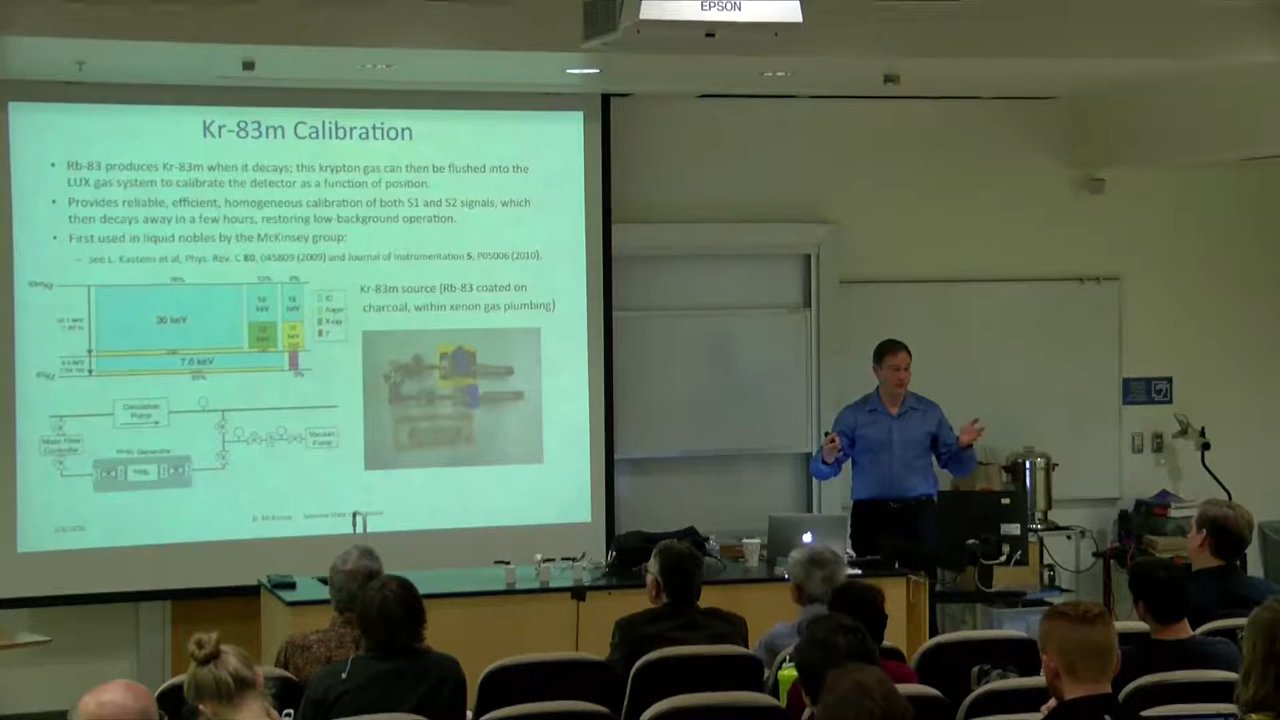 EPSON
Kr-83m Calibration
• Rb-83 produces Kr-83m when it decays; this krypton gas can then be flushed into the
LUX gas system to calibrate the detector as a function of position.
• Provides reliable, efficient, homogeneous calibration of both S1 and S2 signals, which
then decays away in a few hours, restoring low-background operation.
• First used in liquid nobles by the McKinsey group:
– see L. Kastens et al, Phys. Rev. C 80, 045809 (2009) and Journal of Instrumentation 5, P05006 (2010).
Kr-83m source (Rb-83 coated on
charcoal, within xenon gas plumbing)
30 keV
7.6 keV
Circulation
Pump
Mass Flow
Controller
Vacuum
Pump